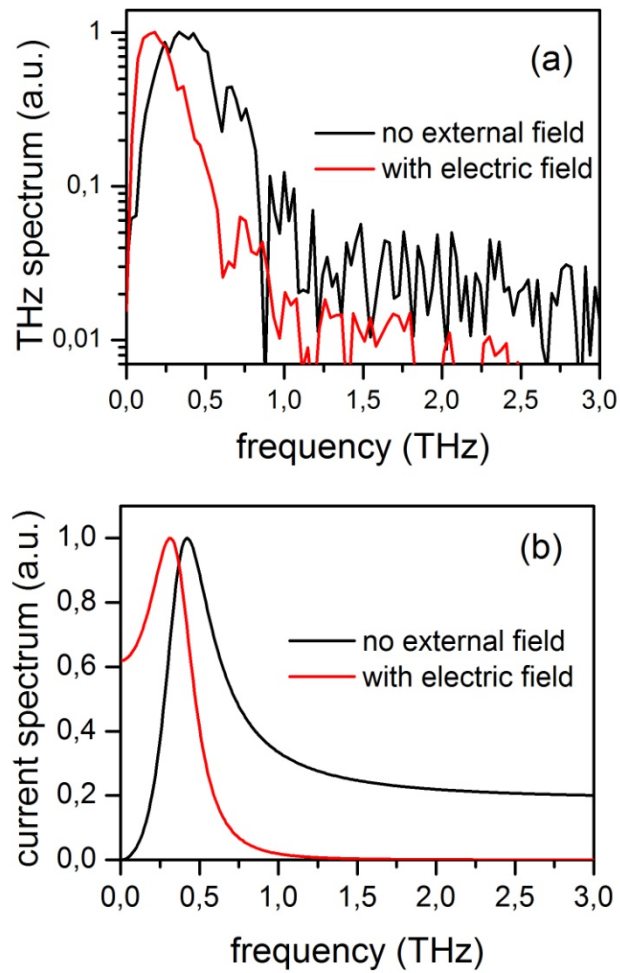 1
(a)
no external field
with electric field
THz spectrum (a.u.)
0,1
0,01
0,0 0,5 1,0 1,5 2,0 2,5 3,0
frequency (THz)
1,0
(b)
0,8
no external field
0,6
with electric field
current spectrum (a.u.)
0,4
0,2
0,0
0,0 0,5 1,0 1,5 2,0 2,5 3,0
frequency (THz)